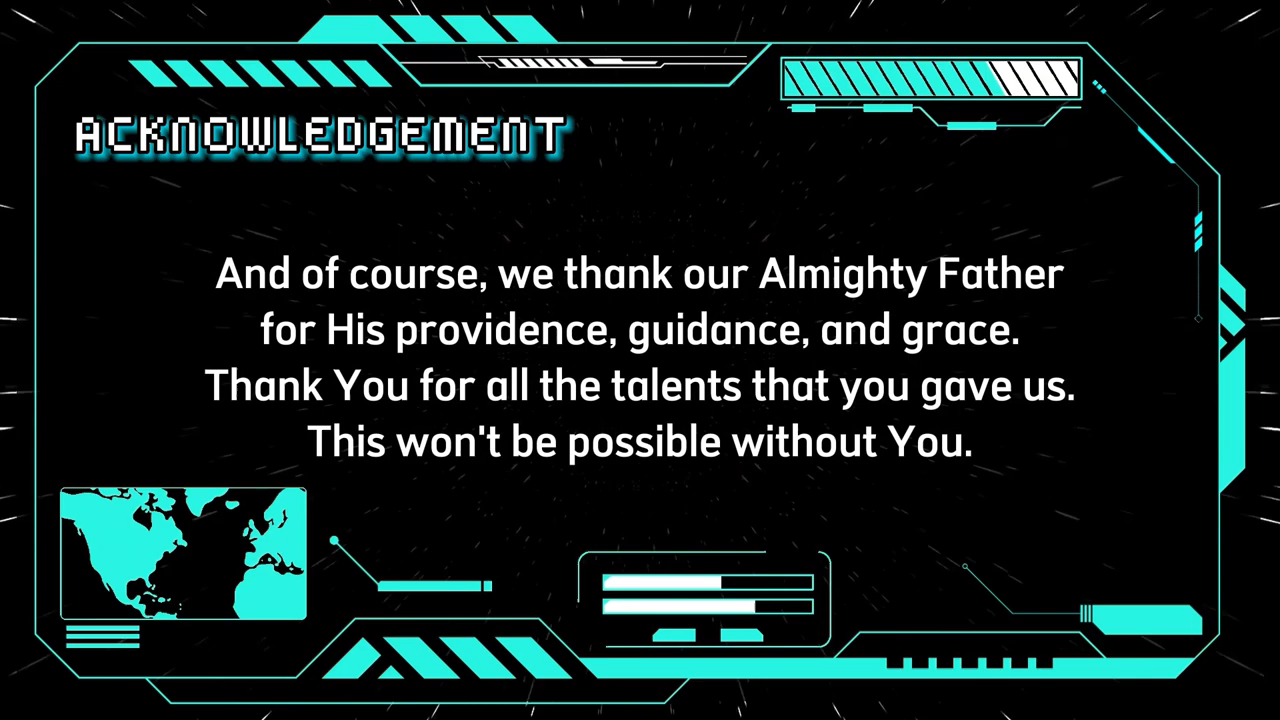 ACKNOWLEDGEMENT
And of course, we thank our Almighty Father
for His providence, guidance, and grace.
Thank You for all the talents that you gave us.
This won't be possible without You.